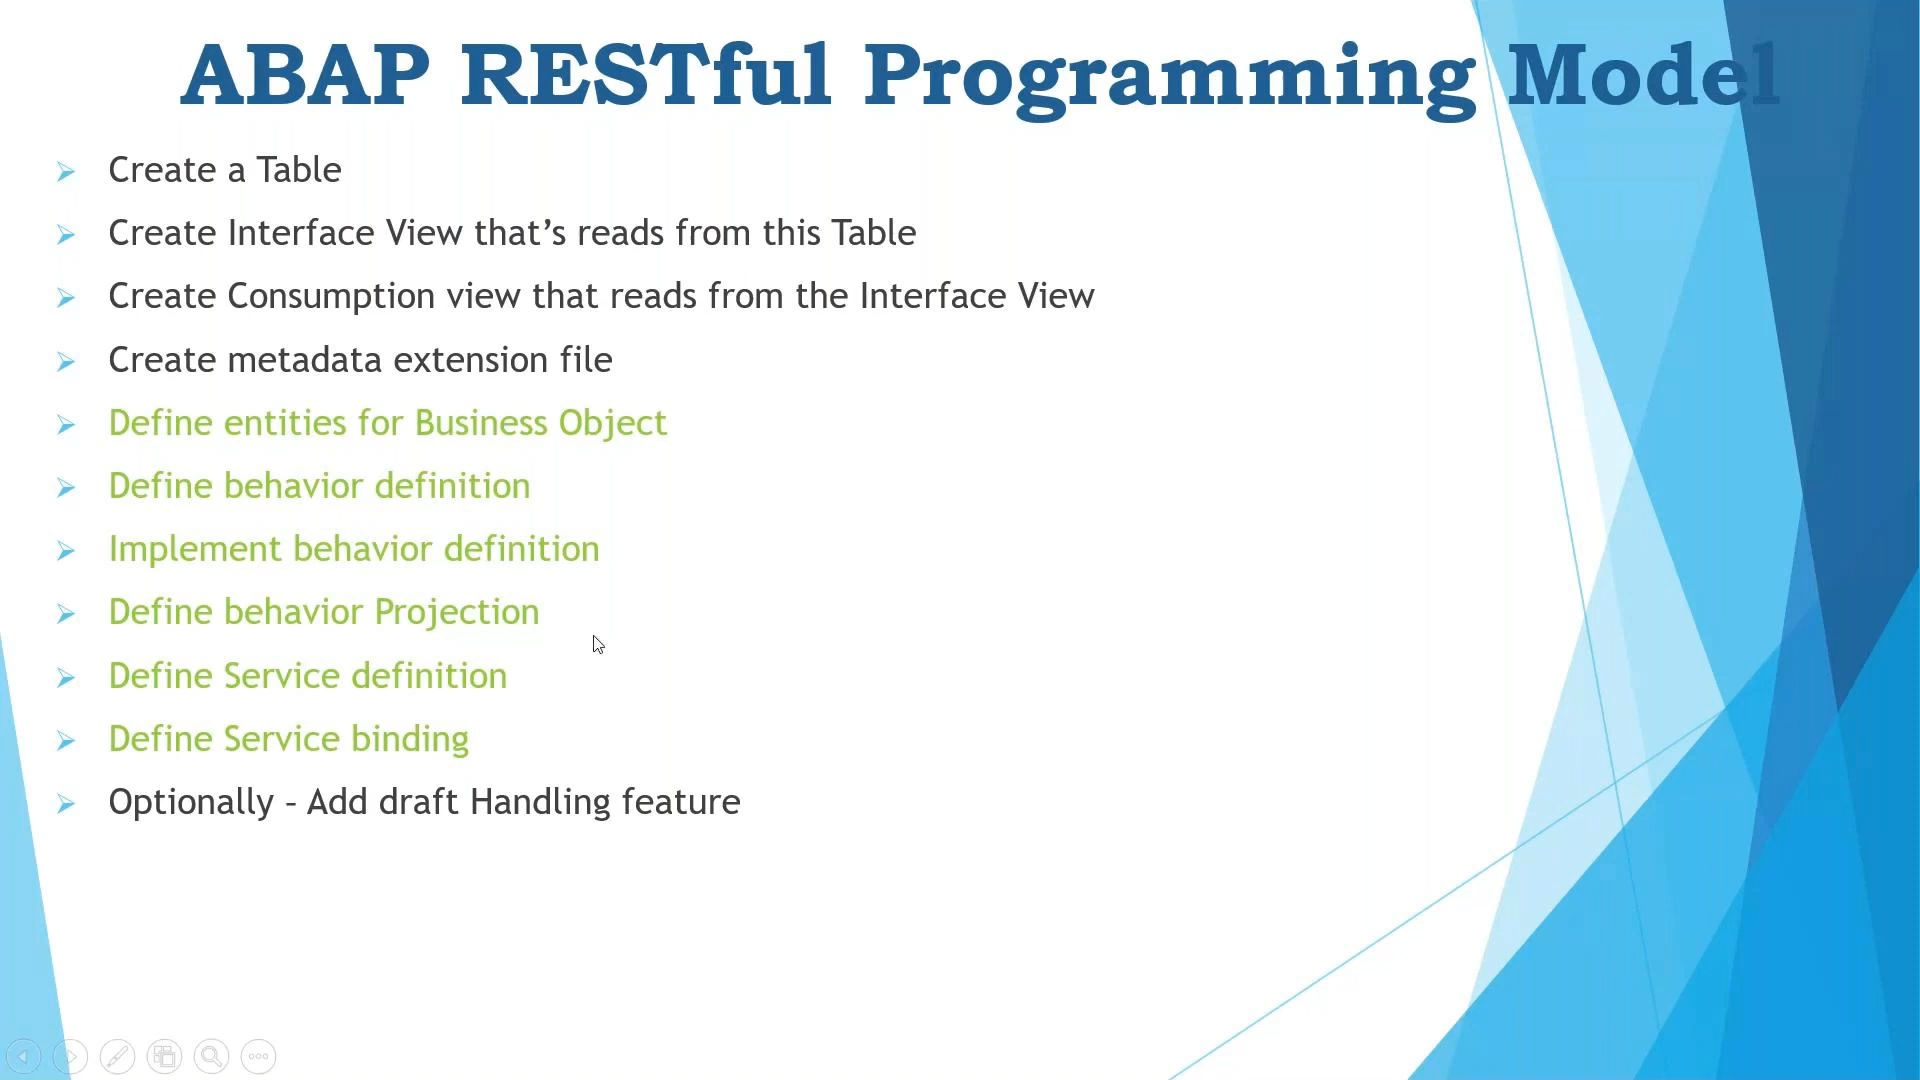 ABAP RESTful Programming Model
Create a Table
Create Interface View that’s reads from this Table
Create Consumption view that reads from the Interface View
Create metadata extension file
Define entities for Business Object
Define behavior definition
Implement behavior definition
Define behavior Projection
Define Service definition
Define Service binding
Optionally – Add draft Handling feature